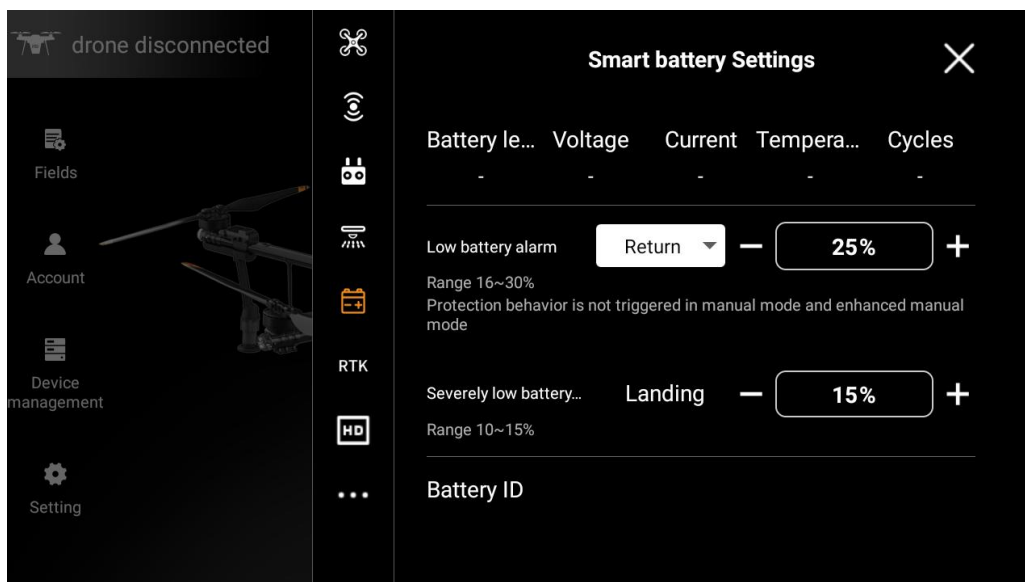 drone disconnected
Fields
Account
Device
management
Setting
RTK
HD
Smart battery Settings
Battery le... Voltage Current Tempera... Cycles
- - - - -
Low battery alarm Return 25%
Range 16~30%
Protection behavior is not triggered in manual mode and enhanced manual
mode
Severely low battery... Landing 15%
Range 10~15%
Battery ID